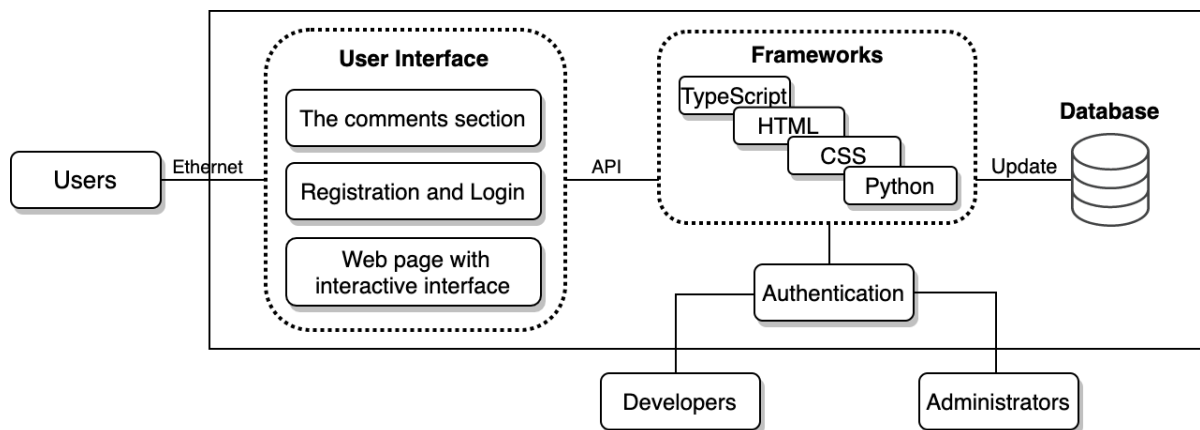 Users
Ethernet
User Interface
The comments section
Registration and Login
Web page with
interactive interface
API
Frameworks
TypeScript
HTML
CSS
Python
Update
Database
Authentication
Developers
Administrators